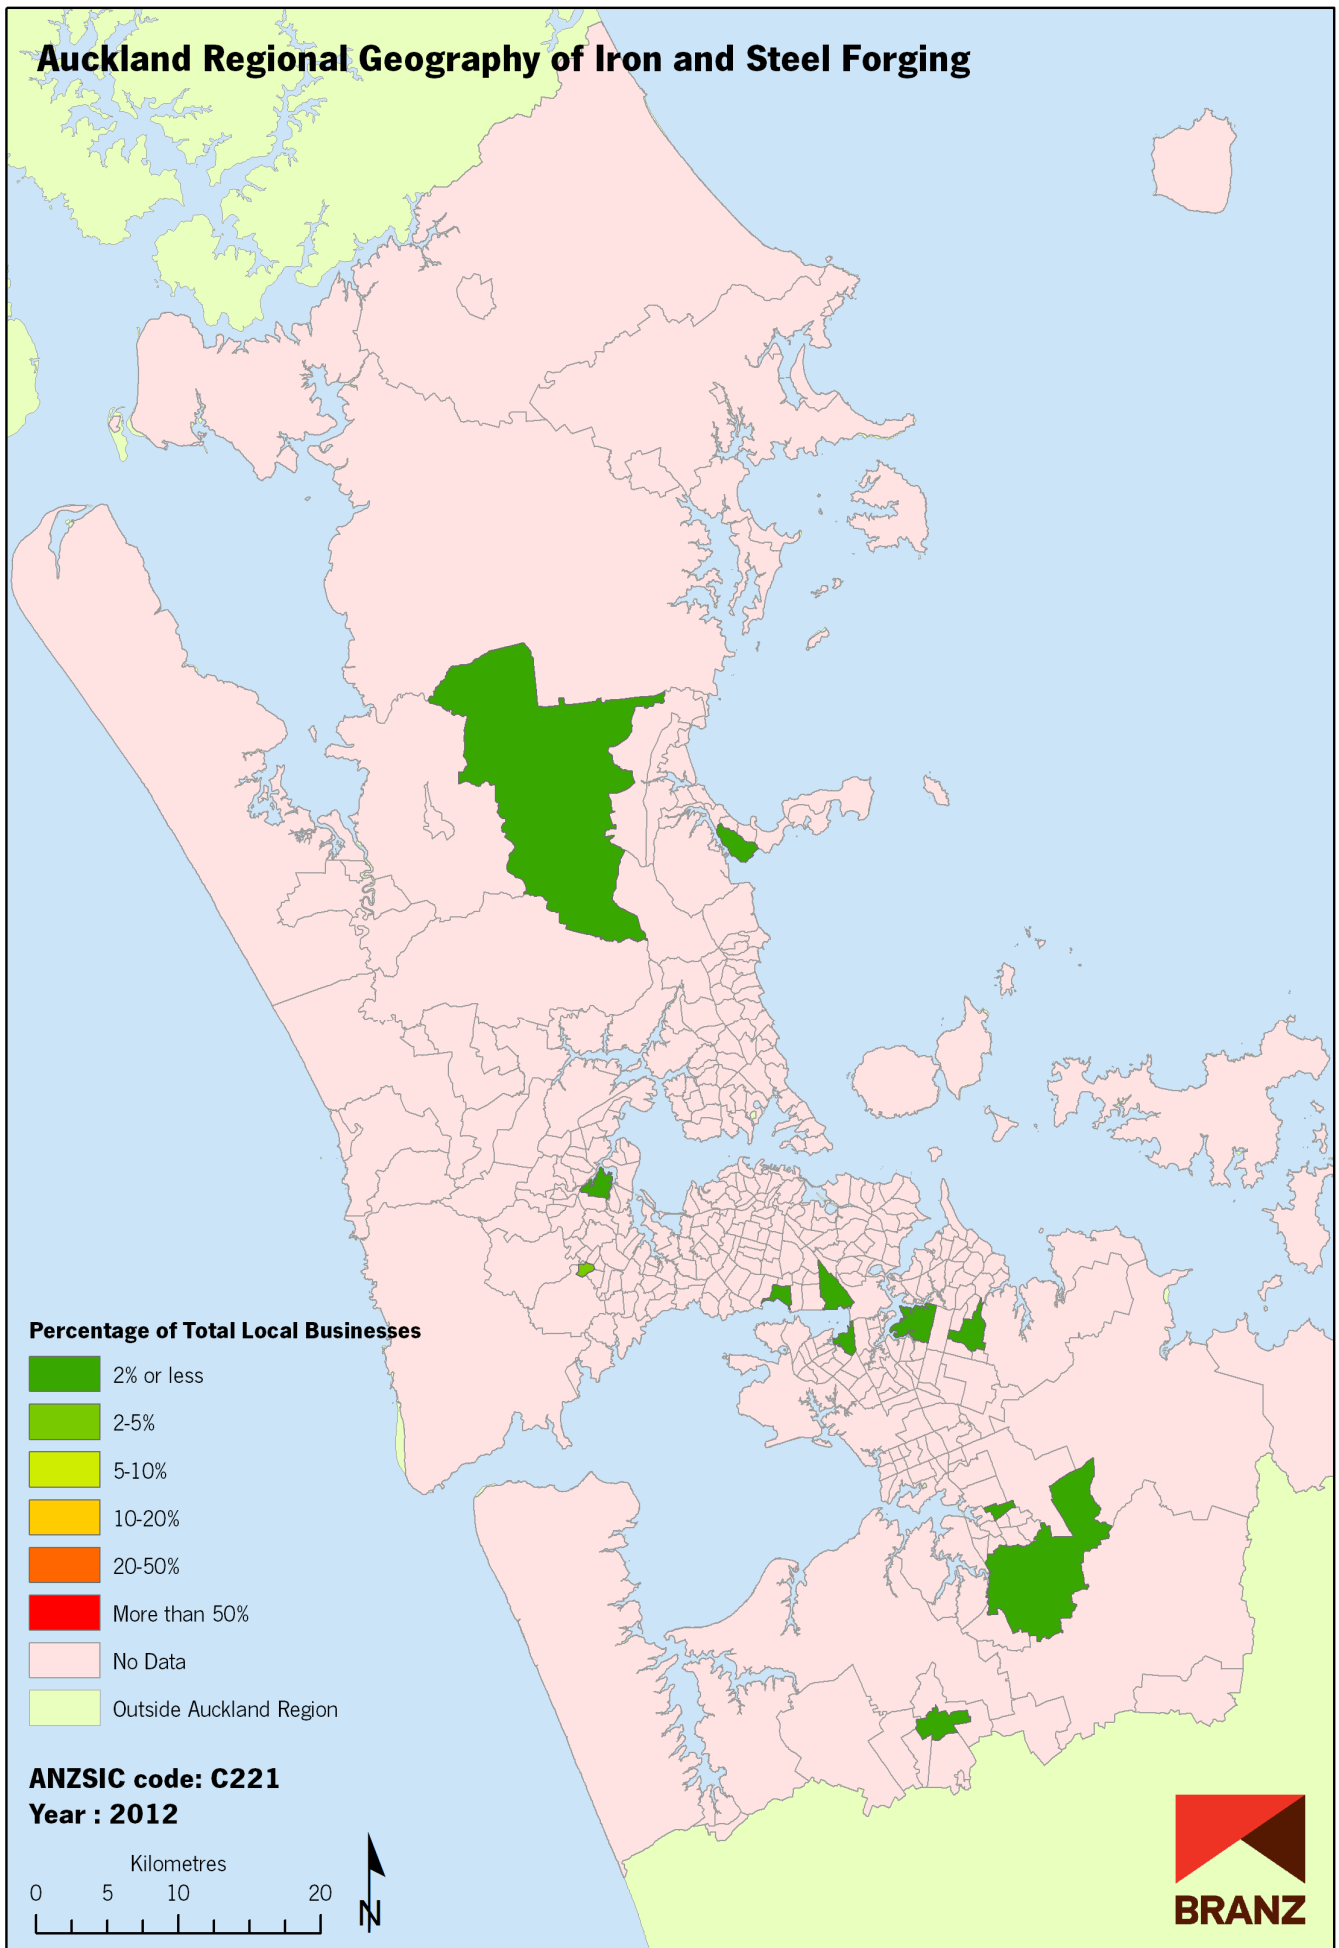 Auckland Regional Geography of Iron and Steel Forging
Percentage of Total Local Businesses
2% or less
2-5%
5-10%
10-20%
20-50%
More than 50%
No Data
Outside Auckland Region
ANZSIC code: C221
Year : 2012
Kilometres
0 5 10 20
N
BRANZ